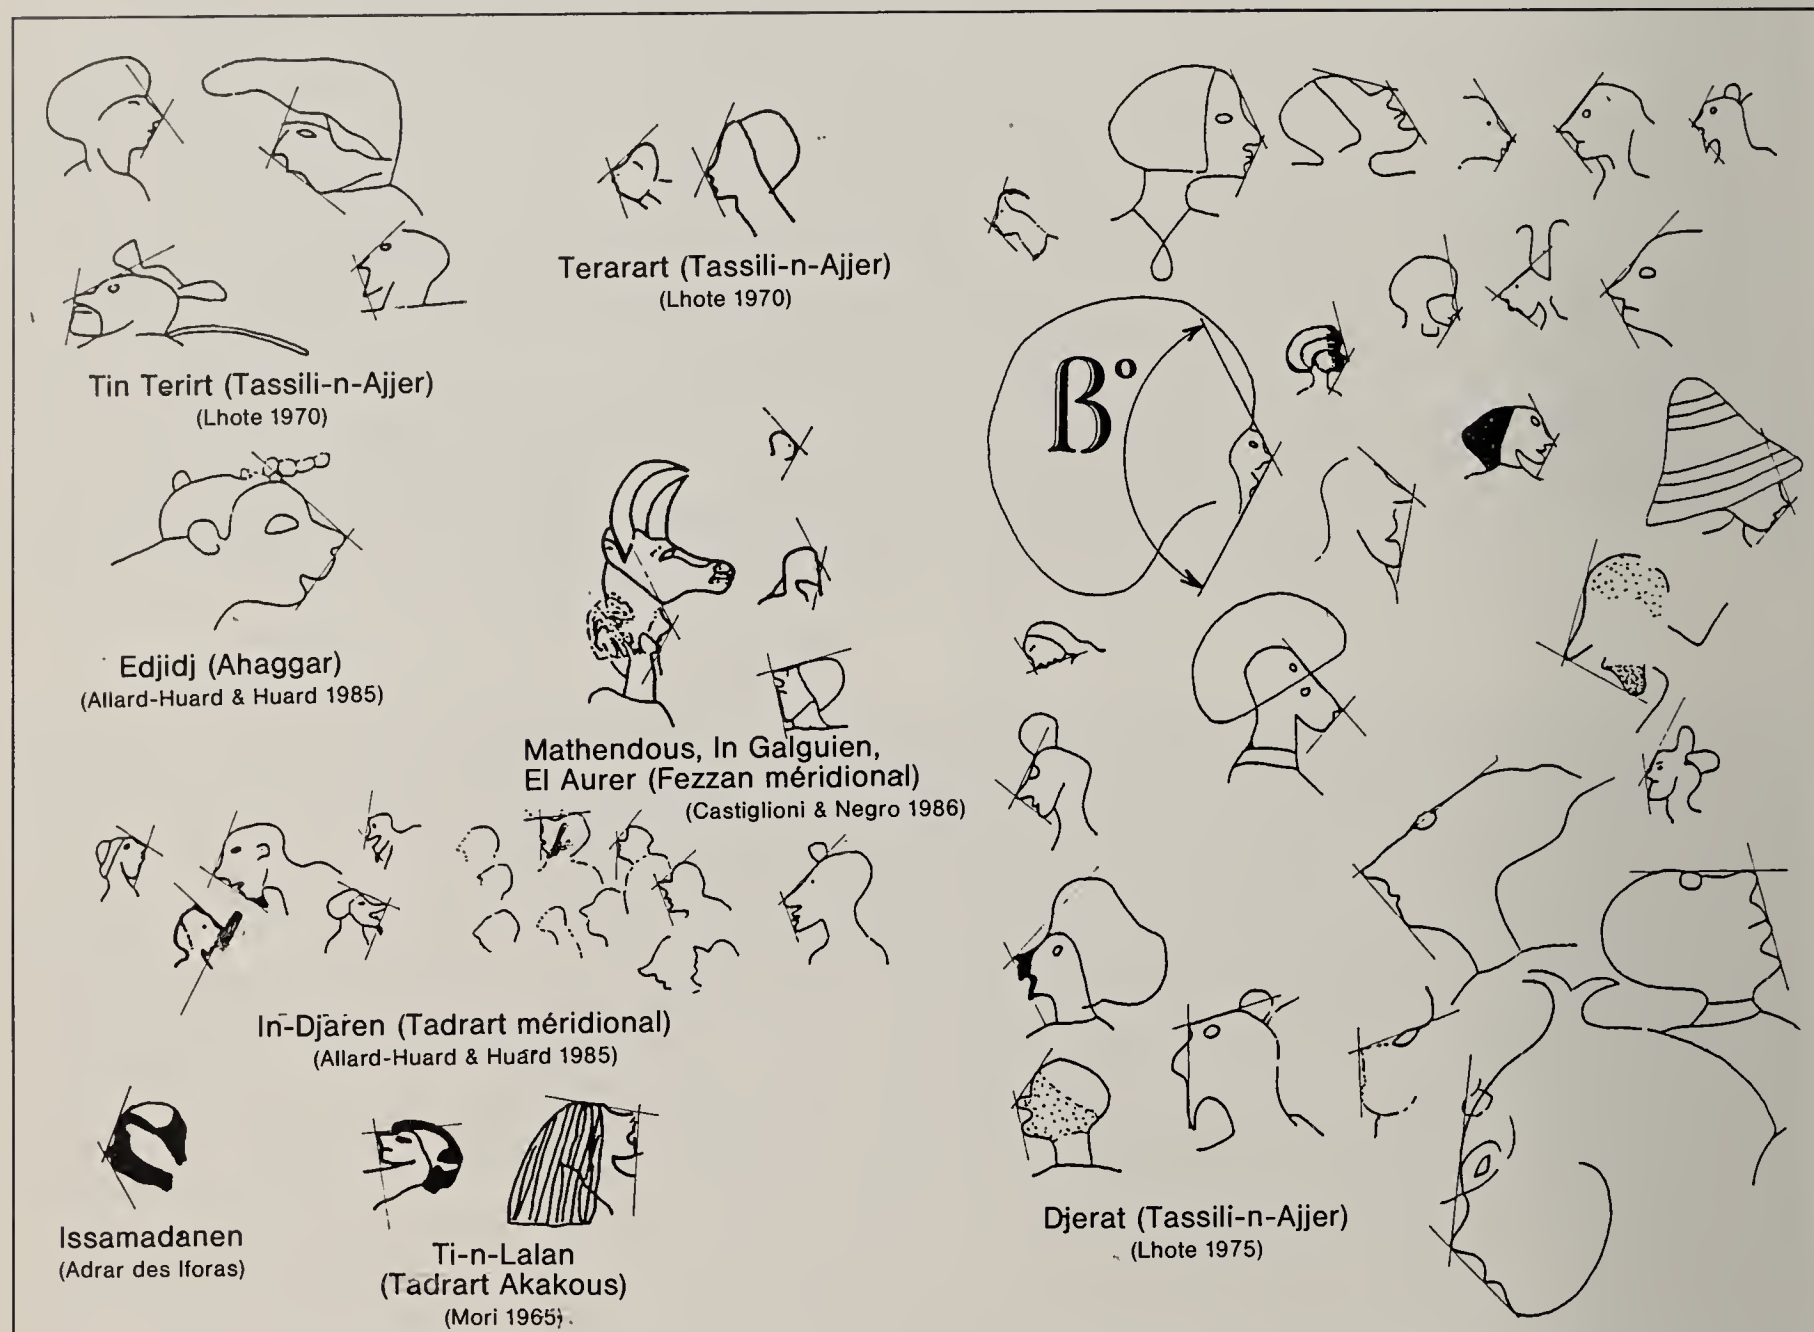 Tin Terirt (Tassili-n-Ajjer)
(Lhote 1970)
Terarart (Tassili-n-Ajjer)
(Lhote 1970)
ß°
Edjidj (Ahaggar)
(Allard-Huard & Huard 1985)
Mathendous, In Galguien,
El Aurer (Fezzan méridional)
(Castiglioni & Negro 1986)
In-Djaren (Tadrart méridional)
(Allard-Huard & Huard 1985)
Issamadanen
(Adrar des Iforas)
Ti-n-Lalan
(Tadrart Akakous)
(Mori 1965)
Djerat (Tassili-n-Ajjer)
(Lhote 1975)